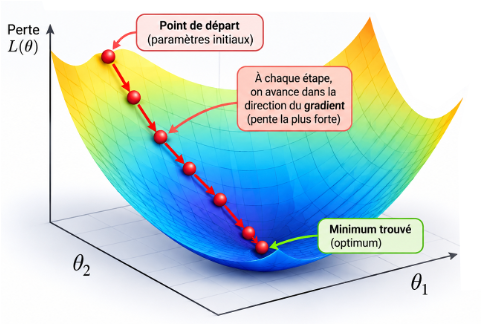 Perte
L(θ)
Point de départ
(paramètres initiaux)
À chaque étape,
on avance dans la
direction du gradient
(pente la plus forte)
Minimum trouvé
(optimum)
θ₂
θ₁